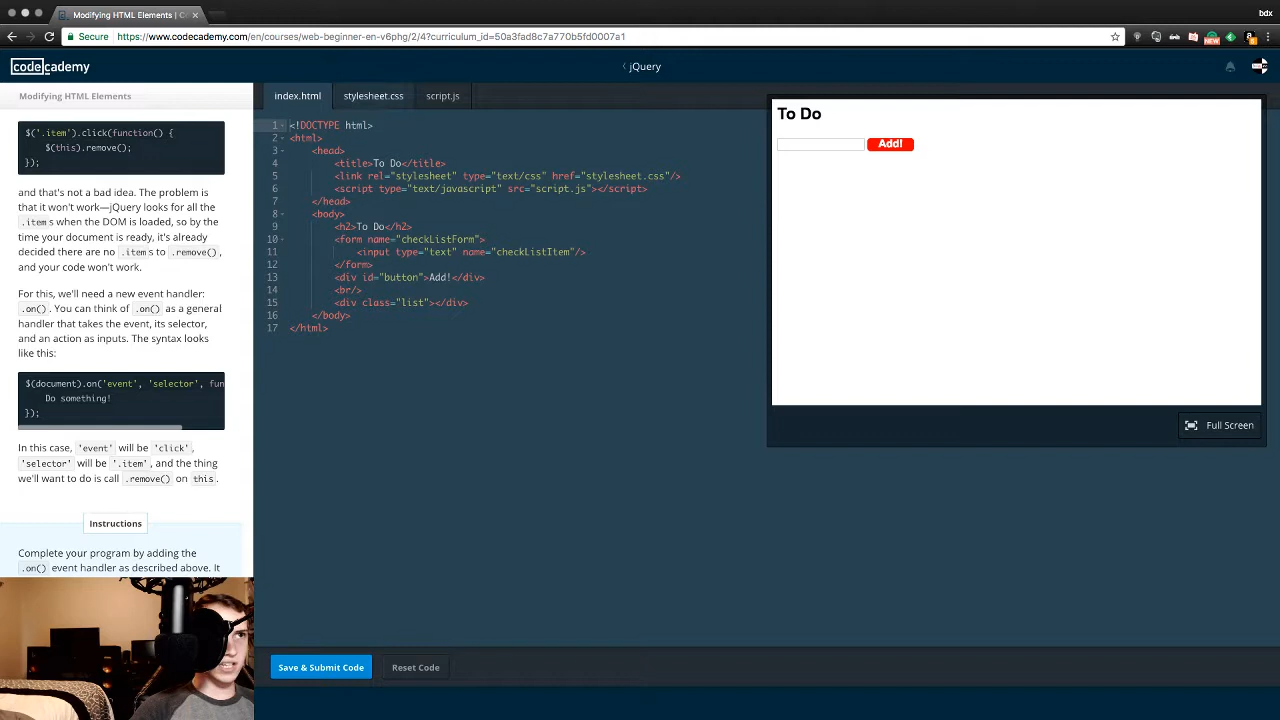 Modifying HTML Elements | C
bdx
Secure https://www.codecademy.com/en/courses/web-beginner-en-v6phg/2/4?curriculum_id=50a3fad8c7a770b5fd0007a1
codecademy
jQuery
Modifying HTML Elements
$('.item').click(function() {
$(this).remove();
});
and that's not a bad idea. The problem is
that it won't work—jQuery looks for all the
.item s when the DOM is loaded, so by the
time your document is ready, it's already
decided there are no .item s to .remove() ,
and your code won't work.
For this, we'll need a new event handler:
.on() . You can think of .on() as a general
handler that takes the event, its selector,
and an action as inputs. The syntax looks
like this:
$(document).on('event', 'selector', fun
Do something!
});
In this case, 'event' will be 'click' ,
'selector' will be '.item' , and the thing
we'll want to do is call .remove() on this .
Instructions
Complete your program by adding the
.on() event handler as described above. It
index.html stylesheet.css script.js
1 <!DOCTYPE html>
2 <html>
3 <head>
4 <title>To Do</title>
5 <link rel="stylesheet" type="text/css" href="stylesheet.css"/>
6 <script type="text/javascript" src="script.js"></script>
7 </head>
8 <body>
9 <h2>To Do</h2>
10 <form name="checkListForm">
11 <input type="text" name="checkListItem"/>
12 </form>
13 <div id="button">Add!</div>
14 <br/>
15 <div class="list"></div>
16 </body>
17 </html>
To Do
Add!
Full Screen
Save & Submit Code
Reset Code